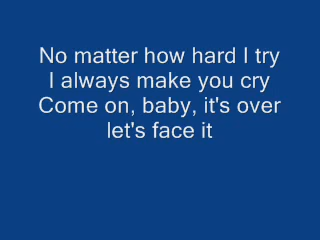 No matter how hard I try
I always make you cry
Come on, baby, it's over
let's face it